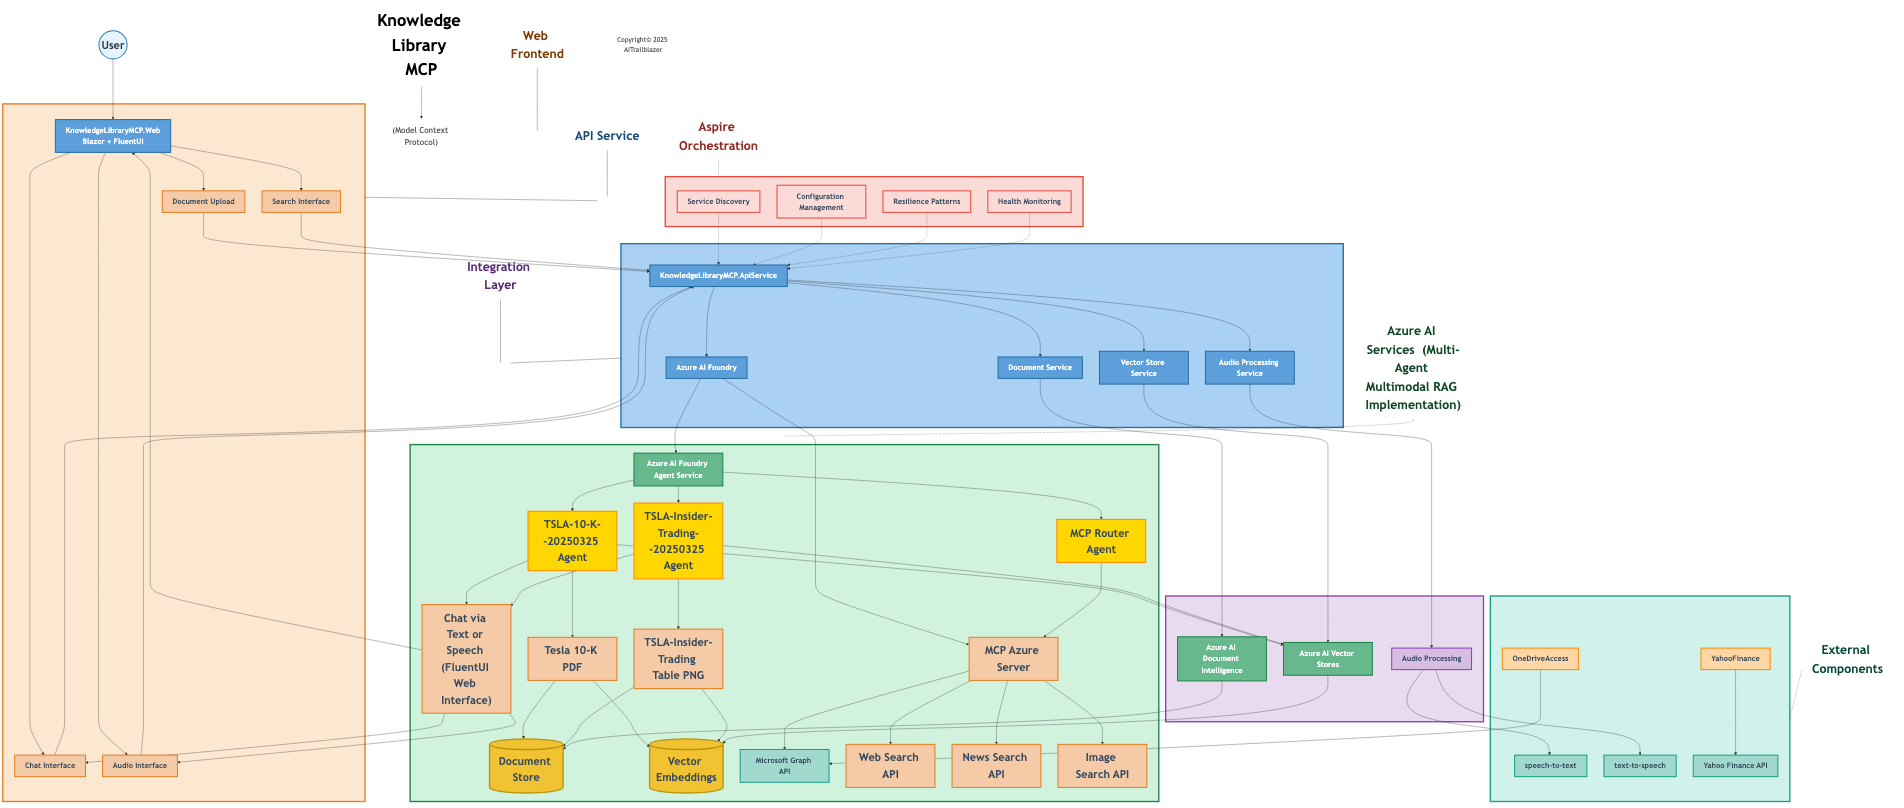 User
Knowledge
Library
MCP
Web
Frontend
Copyright© 2025
AITrailblazer
KnowledgeLibraryMCP.Web
Blazor + FluentUI
(Model Context
Protocol)
API Service
Aspire
Orchestration
Document Upload
Search Interface
Service Discovery
Configuration
Management
Resilience Patterns
Health Monitoring
Integration
Layer
KnowledgeLibraryMCP.ApiService
Azure AI Foundry
Document Service
Vector Store
Service
Audio Processing
Service
Azure AI
Services (Multi-
Agent
Multimodal RAG
Implementation)
Azure AI Foundry
Agent Service
TSLA-10-K-
-20250325
Agent
TSLA-Insider-
Trading-
-20250325
Agent
MCP Router
Agent
Chat via
Text or
Speech
(FluentUI
Web
Interface)
Tesla 10-K
PDF
TSLA-Insider-
Trading
Table PNG
MCP Azure
Server
Azure AI
Document
Intelligence
Azure AI Vector
Stores
Audio Processing
OneDriveAccess
YahooFinance
External
Components
Chat Interface
Audio Interface
Document
Store
Vector
Embeddings
Microsoft Graph
API
Web Search
API
News Search
API
Image
Search API
speech-to-text
text-to-speech
Yahoo Finance API